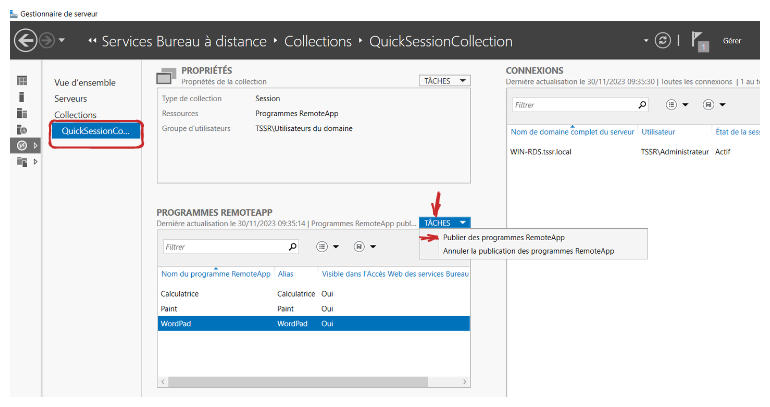 Gestionnaire de serveur
Services Bureau à distance ‣ Collections ‣ QuickSessionCollection
1
Gérer
Vue d'ensemble
Serveurs
Collections
QuickSessionCo...
PROPRIÉTÉS
Propriétés de la collection
TÂCHES
Type de collection Session
Ressources Programmes RemoteApp
Groupe d'utilisateurs TSSR\Utilisateurs du domaine
PROGRAMMES REMOTEAPP
Dernière actualisation le 30/11/2023 09:35:14 | Programmes RemoteApp publ...
TÂCHES
Publier des programmes RemoteApp
Annuler la publication des programmes RemoteApp
Filtrer
Nom du programme RemoteApp Alias Visible dans l'Accès Web des services Bureau
Calculatrice Calculatrice Oui
Paint Paint Oui
WordPad WordPad Oui
CONNEXIONS
Dernière actualisation le 30/11/2023 09:35:30 | Toutes les connexions | 1 au to
Filtrer
Nom de domaine complet du serveur Utilisateur État de la sess
WIN-RDS.tssr.local TSSR\Administrateur Actif